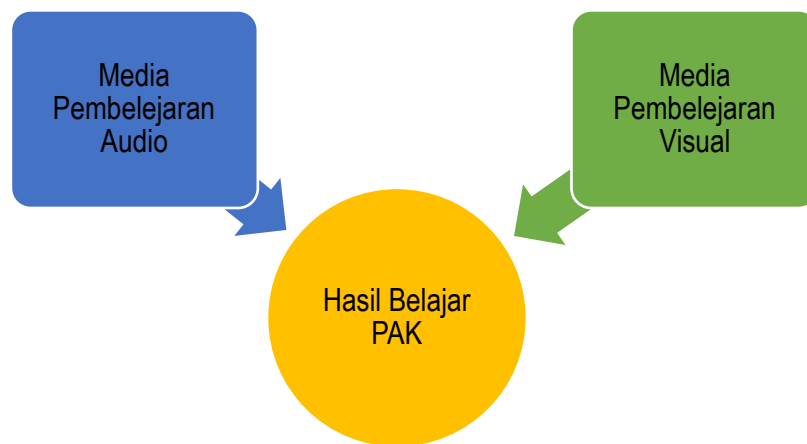 Media
Pembelejaran
Audio
Media
Pembelejaran
Visual
Hasil Belajar
PAK